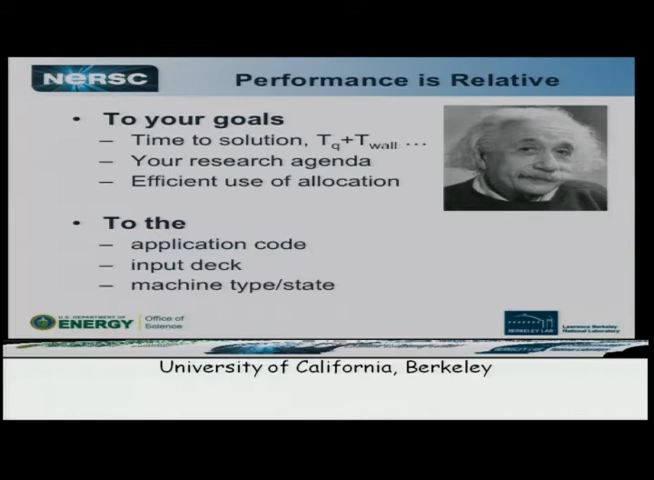 NERSC
Performance is Relative
• To your goals
– Time to solution, Tq+Twall ...
– Your research agenda
– Efficient use of allocation
• To the
– application code
– input deck
– machine type/state
U.S. DEPARTMENT OF
ENERGY
Office of
Science
BERKELEY LAB
Lawrence Berkeley
National Laboratory
University of California, Berkeley